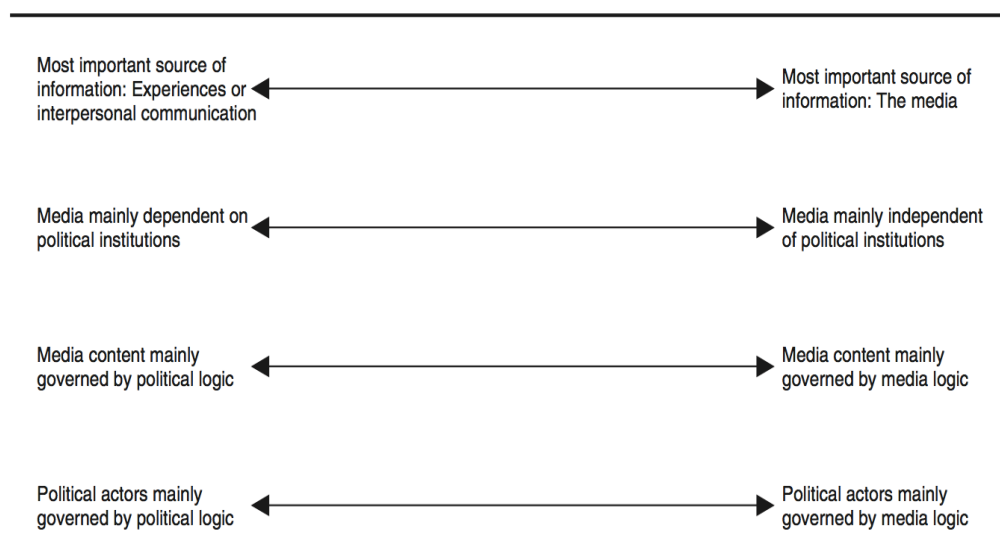 Most important source of
information: Experiences or
interpersonal communication
Most important source of
information: The media
Media mainly dependent on
political institutions
Media mainly independent
of political institutions
Media content mainly
governed by political logic
Media content mainly
governed by media logic
Political actors mainly
governed by political logic
Political actors mainly
governed by media logic